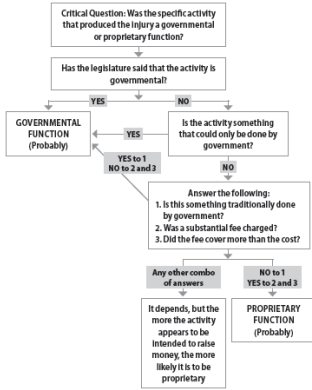 Critical Question: Was the specific activity
that produced the injury a governmental
or proprietary function?
Has the legislature said that the activity is
governmental?
YES
NO
GOVERNMENTAL
FUNCTION
(Probably)
YES
Is the activity something
that could only be done by
government?
YES to 1
NO to 2 and 3
NO
Answer the following:
1. Is this something traditionally done
by government?
2. Was a substantial fee charged?
3. Did the fee cover more than the cost?
Any other combo
of answers
NO to 1
YES to 2 and 3
It depends, but the
more the activity
appears to be
intended to raise
money, the more
likely it is to be
proprietary
PROPRIETARY
FUNCTION
(Probably)